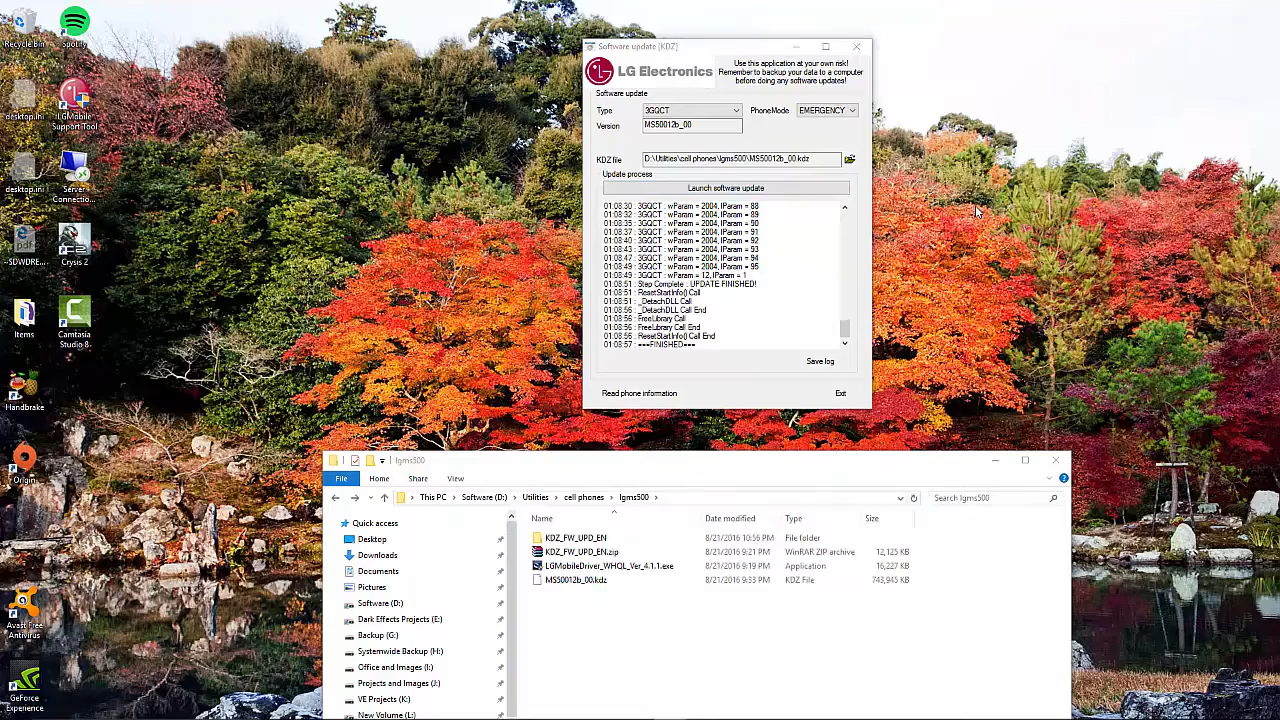 Recycle Bin
Spotify
desktop.ini
LGMobile
Support Tool
desktop.ini
Server
Connectio...
pdf
~SDWDRE...
Crysis 2
Items
Camtasia
Studio 8
Handbrake
Origin
Avast Free
Antivirus
GeForce
Experience
Software update [KDZ]
LG Electronics
Use this application at your own risk!
Remember to backup your data to a computer
before doing any software updates!
Software update
Type 3GQCT PhoneMode EMERGENCY
Version MS50012b_00
KDZ file D:\Utilities\cell phones\lgms500\MS50012b_00.kdz
Update process
Launch software update
01:08:30 : 3GQCT : wParam = 2004, lParam = 88
01:08:32 : 3GQCT : wParam = 2004, lParam = 89
01:08:35 : 3GQCT : wParam = 2004, lParam = 90
01:08:37 : 3GQCT : wParam = 2004, lParam = 91
01:08:40 : 3GQCT : wParam = 2004, lParam = 92
01:08:43 : 3GQCT : wParam = 2004, lParam = 93
01:08:47 : 3GQCT : wParam = 2004, lParam = 94
01:08:49 : 3GQCT : wParam = 2004, lParam = 95
01:08:49 : 3GQCT : wParam = 12, lParam = 1
01:08:51 : Step Complete : UPDATE FINISHED!
01:08:51 : ResetStartInfo() Call
01:08:51 : _DetachDLL Call
01:08:56 : _DetachDLL Call End
01:08:56 : FreeLibrary Call
01:08:56 : FreeLibrary Call End
01:08:56 : ResetStartInfo() Call End
01:08:57 : ===FINISHED===
Save log
Read phone information Exit
lgms500
File Home Share View
This PC > Software (D:) > Utilities > cell phones > lgms500 >
Search lgms500
Quick access
Desktop
Downloads
Documents
Pictures
Software (D:)
Dark Effects Projects (E:)
Backup (G:)
Systemwide Backup (H:)
Office and Images (I:)
Projects and Images (J:)
VE Projects (K:)
New Volume (L:)
Name Date modified Type Size
KDZ_FW_UPD_EN 8/21/2016 10:56 PM File folder
KDZ_FW_UPD_EN.zip 8/21/2016 9:21 PM WinRAR ZIP archive 12,125 KB
LGMobileDriver_WHQL_Ver_4.1.1.exe 8/21/2016 9:19 PM Application 16,227 KB
MS50012b_00.kdz 8/21/2016 9:33 PM KDZ File 743,945 KB